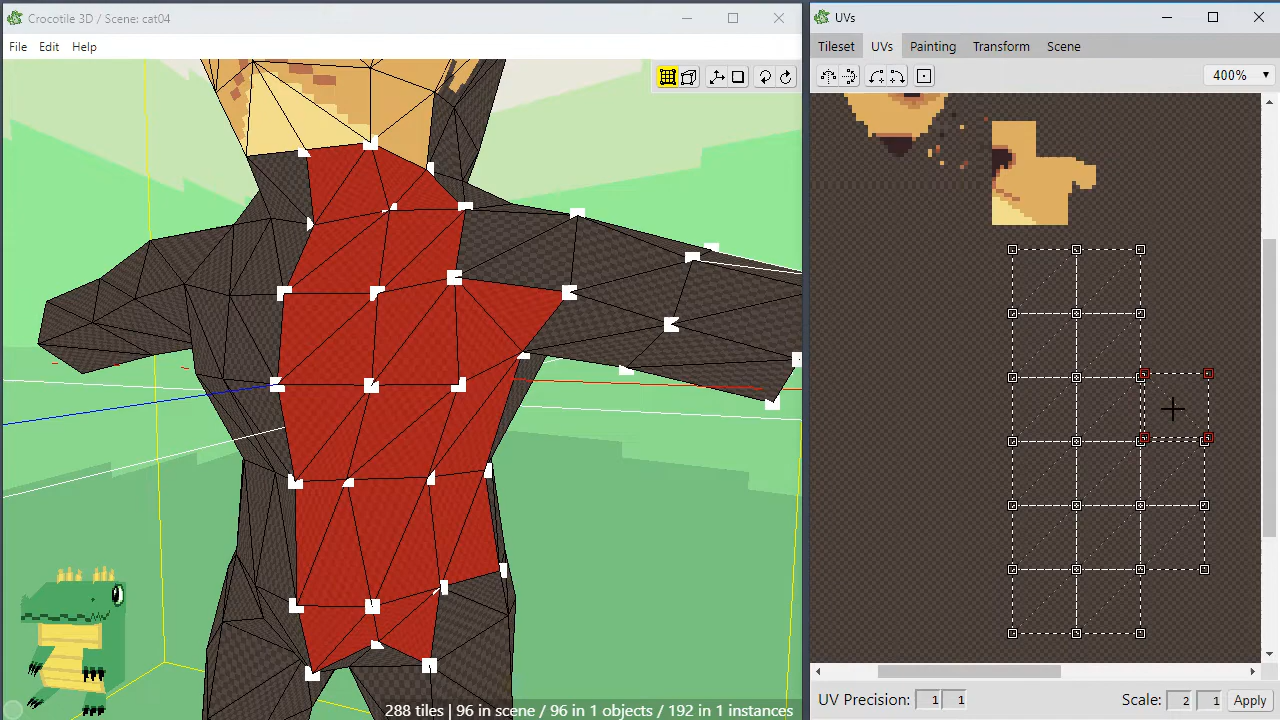 Crocotile 3D / Scene: cat04
File Edit Help
288 tiles | 96 in scene / 96 in 1 objects / 192 in 1 instances
UVs
Tileset UVs Painting Transform Scene
400%
UV Precision: 1 1 Scale: 2 1 Apply